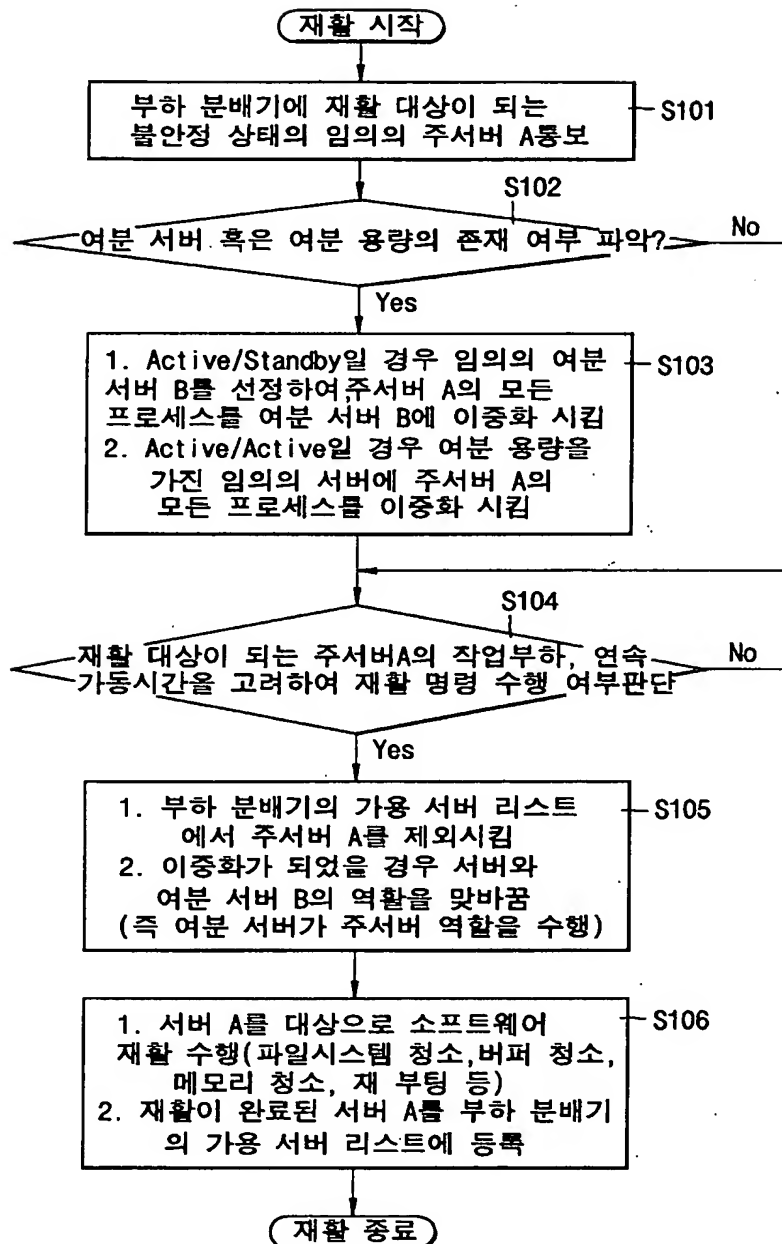 재활 시작
부하 분배기에 재활 대상이 되는
불안정 상태의 임의의 주서버 A통보
S101
S102
여분 서버 혹은 여분 용량의 존재 여부 파악?
No
Yes
1. Active/Standby일 경우 임의의 여분
서버 B를 선정하여,주서버 A의 모든
프로세스를 여분 서버 B에 이중화 시킴
2. Active/Active일 경우 여분 용량을
가진 임의의 서버에 주서버 A의
모든 프로세스를 이중화 시킴
S103
S104
재활 대상이 되는 주서버A의 작업부하, 연속
가동시간을 고려하여 재활 명령 수행 여부판단
No
Yes
1. 부하 분배기의 가용 서버 리스트
에서 주서버 A를 제외시킴
2. 이중화가 되었을 경우 서버와
여분 서버 B의 역활을 맞바꿈
(즉 여분 서버가 주서버 역할을 수행)
S105
1. 서버 A를 대상으로 소프트웨어
재활 수행(파일시스템 청소,버퍼 청소,
메모리 청소, 재 부팅 등)
2. 재활이 완료된 서버 A를 부하 분배기
의 가용 서버 리스트에 등록
S106
재활 종료